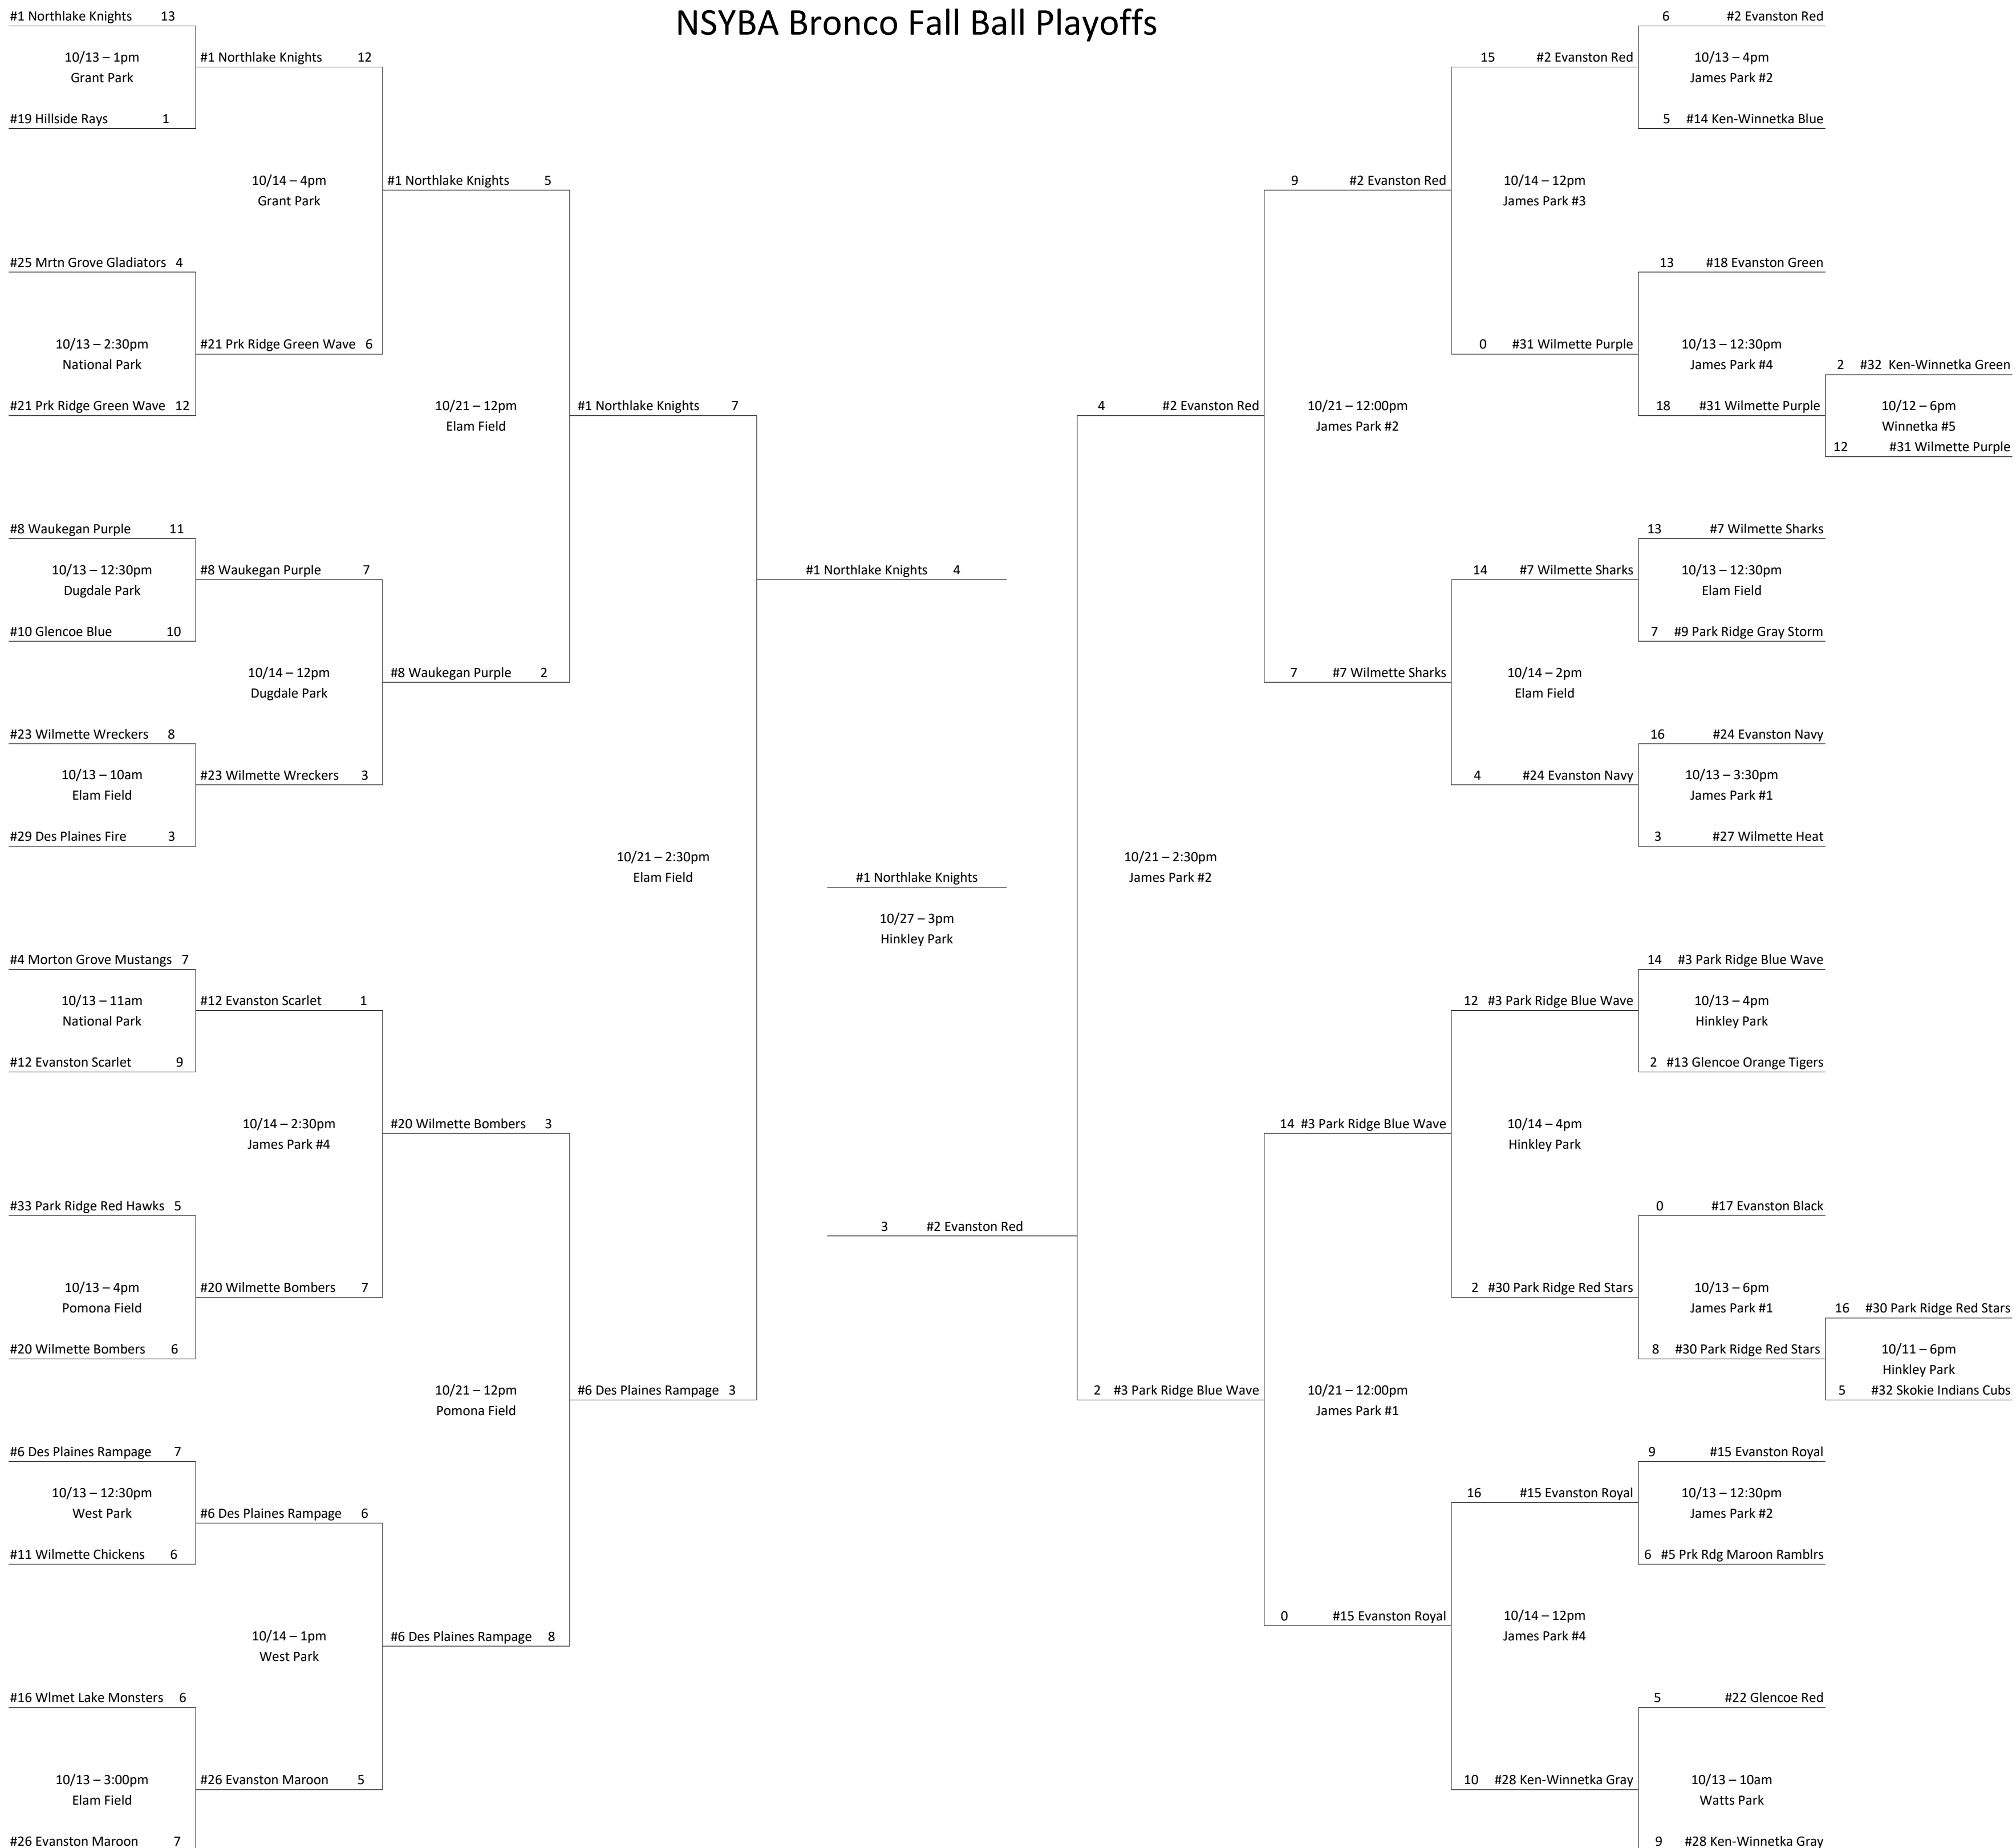 NSYBA Bronco Fall Ball Playoffs
#1 Northlake Knights 13
10/13 – 1pm
Grant Park
#19 Hillside Rays 1
#25 Mrtn Grove Gladiators 4
10/13 – 2:30pm
National Park
#21 Prk Ridge Green Wave 12
#8 Waukegan Purple 11
10/13 – 12:30pm
Dugdale Park
#10 Glencoe Blue 10
#23 Wilmette Wreckers 8
10/13 – 10am
Elam Field
#29 Des Plaines Fire 3
#4 Morton Grove Mustangs 7
10/13 – 11am
National Park
#12 Evanston Scarlet 9
#33 Park Ridge Red Hawks 5
10/13 – 4pm
Pomona Field
#20 Wilmette Bombers 6
#6 Des Plaines Rampage 7
10/13 – 12:30pm
West Park
#11 Wilmette Chickens 6
#16 Wlmet Lake Monsters 6
10/13 – 3:00pm
Elam Field
#26 Evanston Maroon 7
#1 Northlake Knights 12
10/14 – 4pm
Grant Park
#21 Prk Ridge Green Wave 6
#8 Waukegan Purple 7
10/14 – 12pm
Dugdale Park
#23 Wilmette Wreckers 3
#12 Evanston Scarlet 1
10/14 – 2:30pm
James Park #4
#20 Wilmette Bombers 7
#6 Des Plaines Rampage 6
10/14 – 1pm
West Park
#26 Evanston Maroon 5
#1 Northlake Knights 5
10/21 – 12pm
Elam Field
#8 Waukegan Purple 2
#20 Wilmette Bombers 3
10/21 – 12pm
Pomona Field
#6 Des Plaines Rampage 8
#1 Northlake Knights 7
10/21 – 2:30pm
Elam Field
#6 Des Plaines Rampage 3
#1 Northlake Knights 4
#1 Northlake Knights
10/27 – 3pm
Hinkley Park
3 #2 Evanston Red
4 #2 Evanston Red
10/21 – 2:30pm
James Park #2
2 #3 Park Ridge Blue Wave
9 #2 Evanston Red
10/21 – 12:00pm
James Park #2
7 #7 Wilmette Sharks
14 #3 Park Ridge Blue Wave
10/21 – 12:00pm
James Park #1
0 #15 Evanston Royal
15 #2 Evanston Red
10/14 – 12pm
James Park #3
0 #31 Wilmette Purple
14 #7 Wilmette Sharks
10/14 – 2pm
Elam Field
4 #24 Evanston Navy
12 #3 Park Ridge Blue Wave
10/14 – 4pm
Hinkley Park
2 #30 Park Ridge Red Stars
16 #15 Evanston Royal
10/14 – 12pm
James Park #4
10 #28 Ken-Winnetka Gray
6 #2 Evanston Red
10/13 – 4pm
James Park #2
5 #14 Ken-Winnetka Blue
13 #18 Evanston Green
10/13 – 12:30pm
James Park #4
18 #31 Wilmette Purple
13 #7 Wilmette Sharks
10/13 – 12:30pm
Elam Field
7 #9 Park Ridge Gray Storm
16 #24 Evanston Navy
10/13 – 3:30pm
James Park #1
3 #27 Wilmette Heat
14 #3 Park Ridge Blue Wave
10/13 – 4pm
Hinkley Park
2 #13 Glencoe Orange Tigers
0 #17 Evanston Black
10/13 – 6pm
James Park #1
8 #30 Park Ridge Red Stars
9 #15 Evanston Royal
10/13 – 12:30pm
James Park #2
6 #5 Prk Rdg Maroon Ramblrs
5 #22 Glencoe Red
10/13 – 10am
Watts Park
9 #28 Ken-Winnetka Gray
2 #32 Ken-Winnetka Green
10/12 – 6pm
Winnetka #5
12 #31 Wilmette Purple
16 #30 Park Ridge Red Stars
10/11 – 6pm
Hinkley Park
5 #32 Skokie Indians Cubs